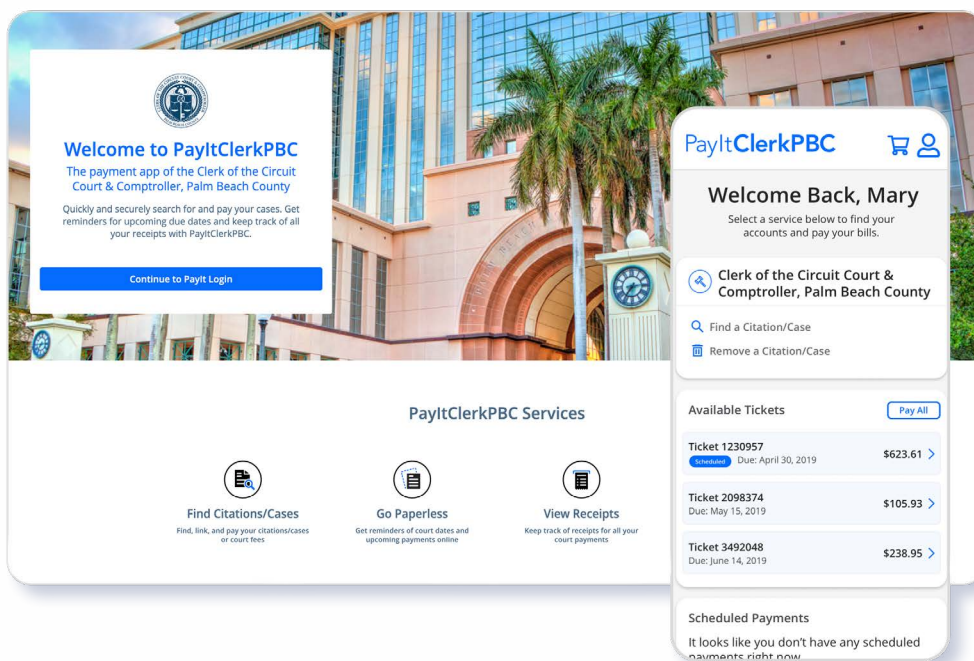 Welcome to PayItClerkPBC
The payment app of the Clerk of the Circuit
Court & Comptroller, Palm Beach County
Quickly and securely search for and pay your cases. Get
reminders for upcoming due dates and keep track of all
your receipts with PayItClerkPBC.
Continue to PayIt Login
PayItClerkPBC Services
Find Citations/Cases
Find, link, and pay your citations/cases
or court fees
Go Paperless
Get reminders of court dates and
upcoming payments online
View Receipts
Keep track of receipts for all your
court payments
PayItClerkPBC
Welcome Back, Mary
Select a service below to find your
accounts and pay your bills.
Clerk of the Circuit Court &
Comptroller, Palm Beach County
Find a Citation/Case
Remove a Citation/Case
Available Tickets
Pay All
Ticket 1230957
Scheduled Due: April 30, 2019
$623.61
Ticket 2098374
Due: May 15, 2019
$105.93
Ticket 3492048
Due: June 14, 2019
$238.95
Scheduled Payments
It looks like you don't have any scheduled
payments right now